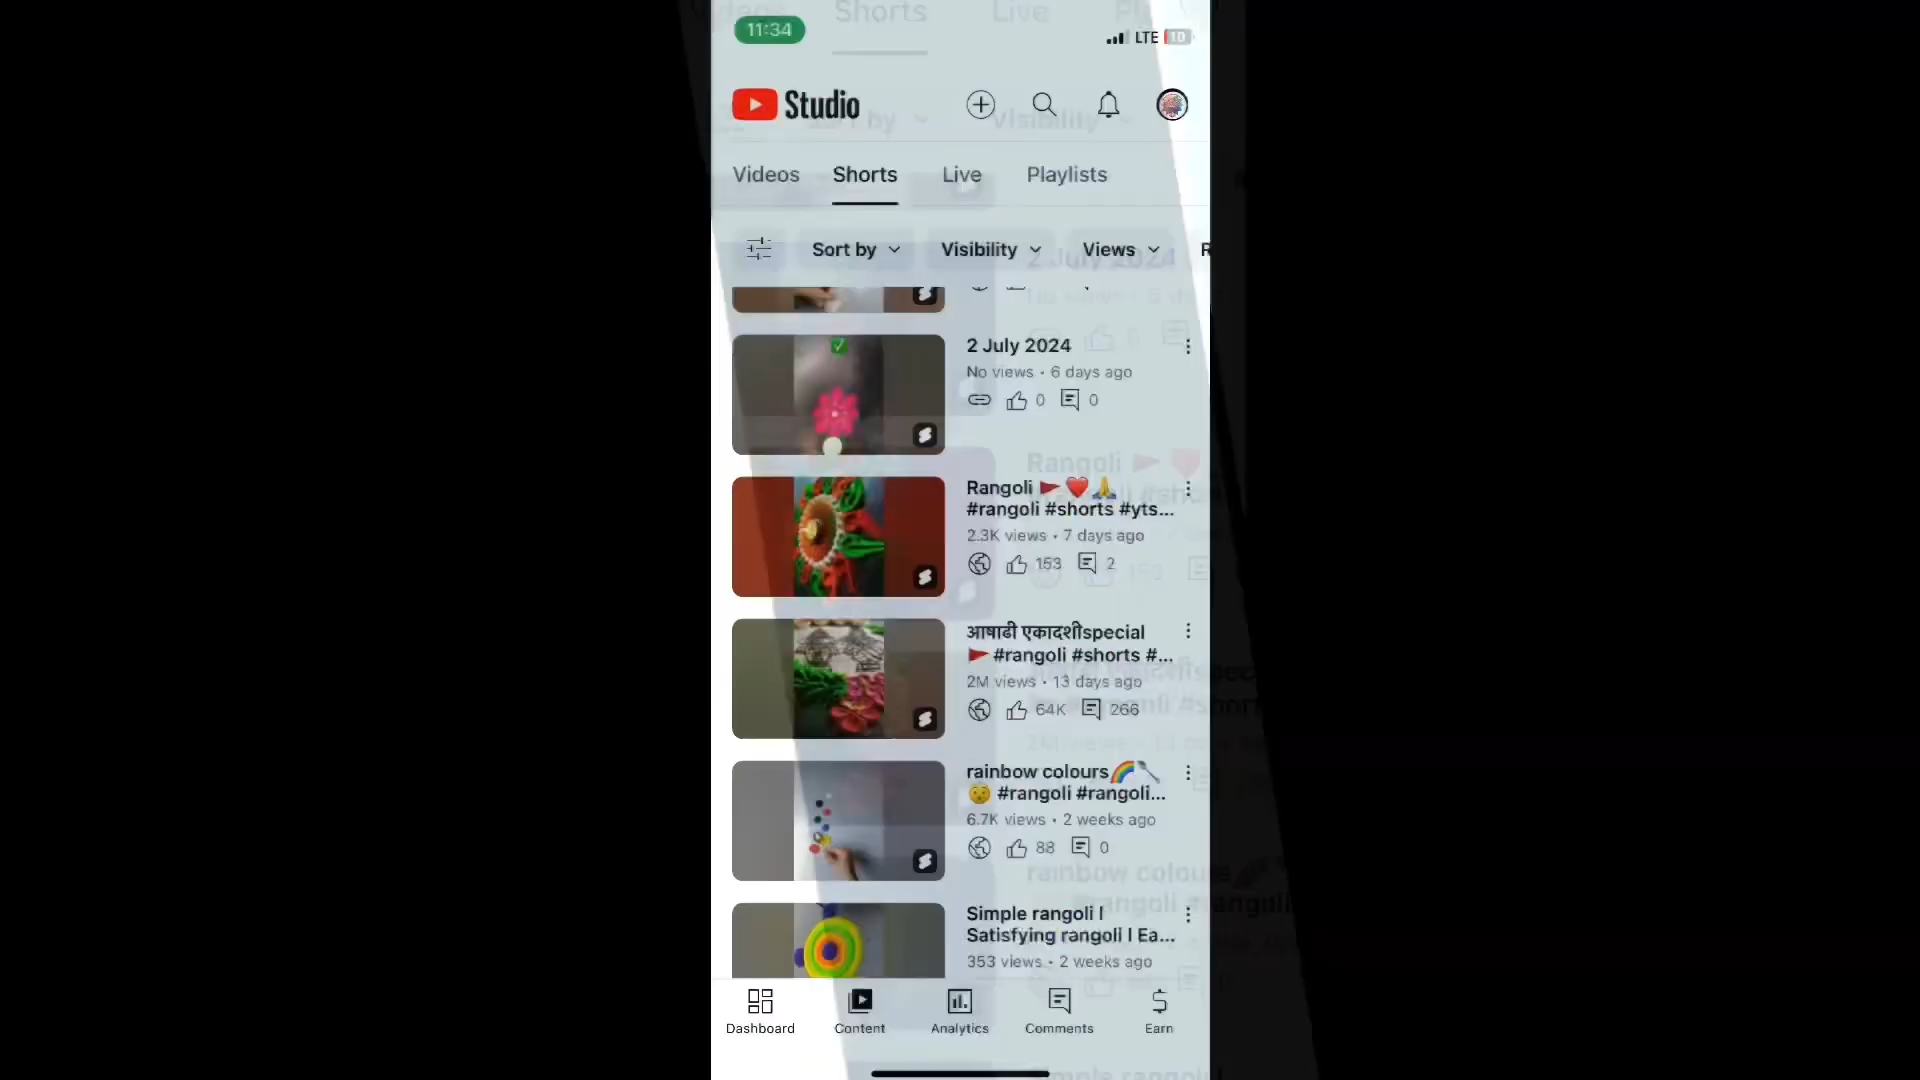 11:34
LTE 10
Studio
Videos Shorts Live Playlists
Sort by Visibility Views R
2 July 2024
No views • 6 days ago
0 0
Rangoli 🚩❤️🙏
#rangoli #shorts #yts...
2.3K views • 7 days ago
153 2
आषाढी एकादशीspecial
🚩#rangoli #shorts #...
2M views • 13 days ago
64K 266
rainbow colours🌈🥄
😯 #rangoli #rangoli...
6.7K views • 2 weeks ago
88 0
Simple rangoli l
Satisfying rangoli l Ea...
353 views • 2 weeks ago
Dashboard Content Analytics Comments Earn